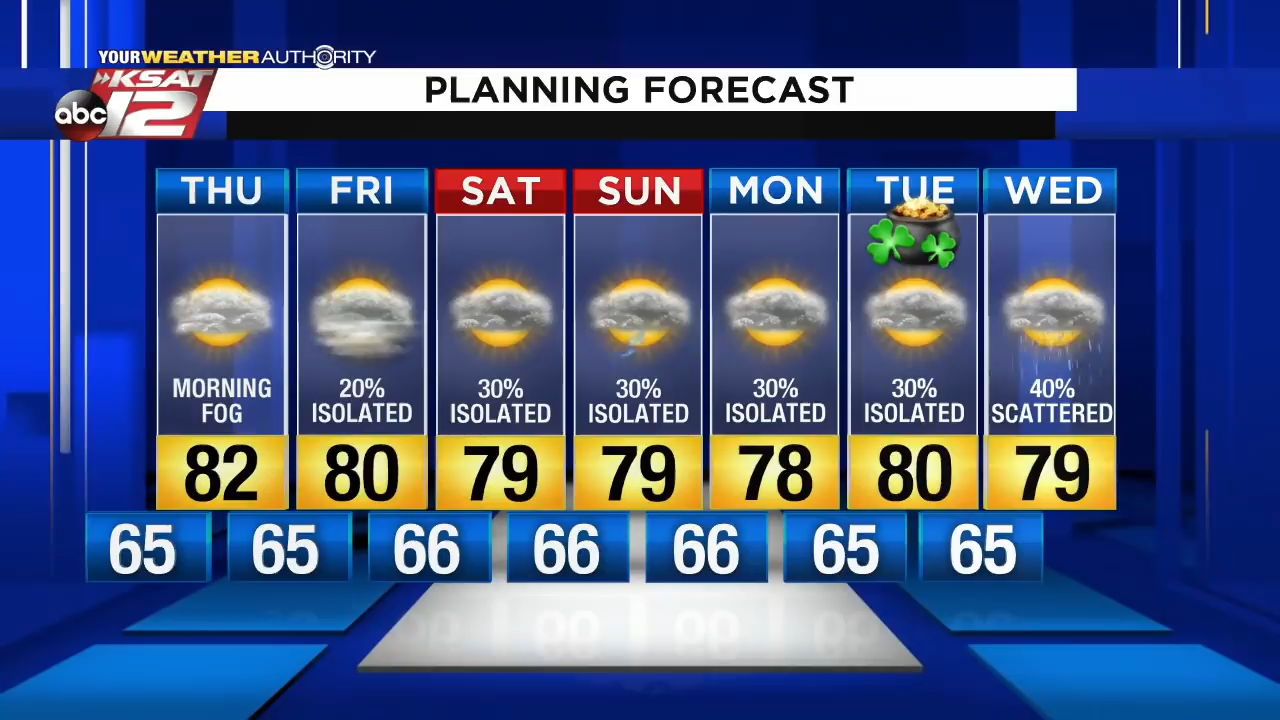 YOURWEATHERAUTHORITY
KSAT
abc 12
PLANNING FORECAST
THU FRI SAT SUN MON TUE WED
MORNING 20% 30% 30% 30% 30% 40%
FOG ISOLATED ISOLATED ISOLATED ISOLATED ISOLATED SCATTERED
82 80 79 79 78 80 79
65 65 66 66 66 65 65